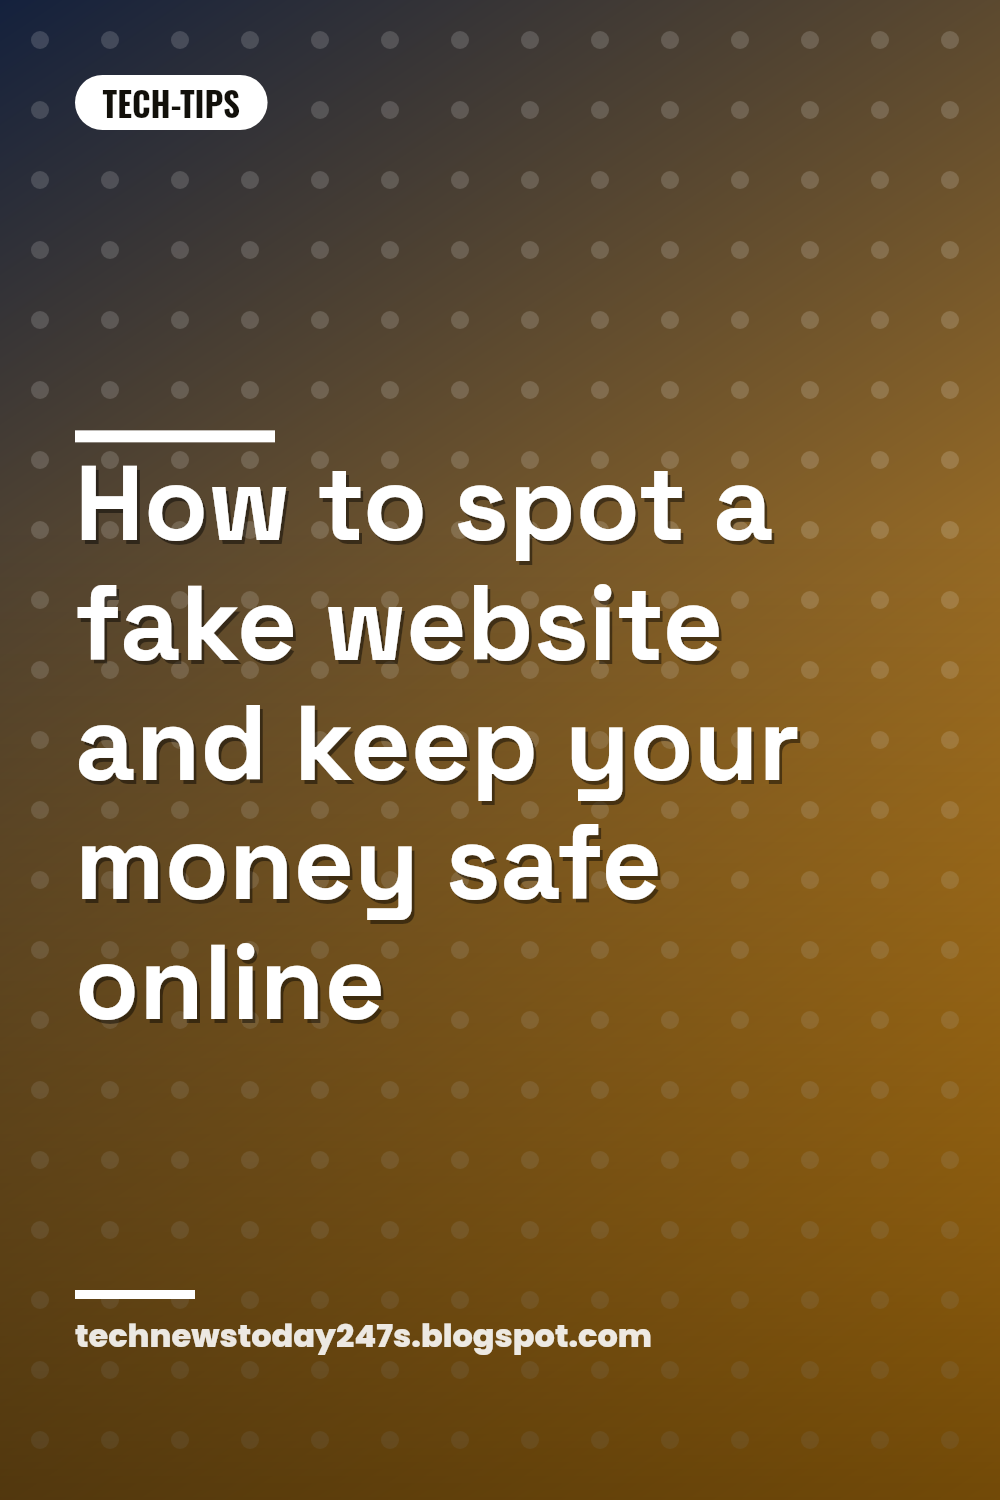 TECH-TIPS
How to spot a
fake website
and keep your
money safe
online
technewstoday247s.blogspot.com